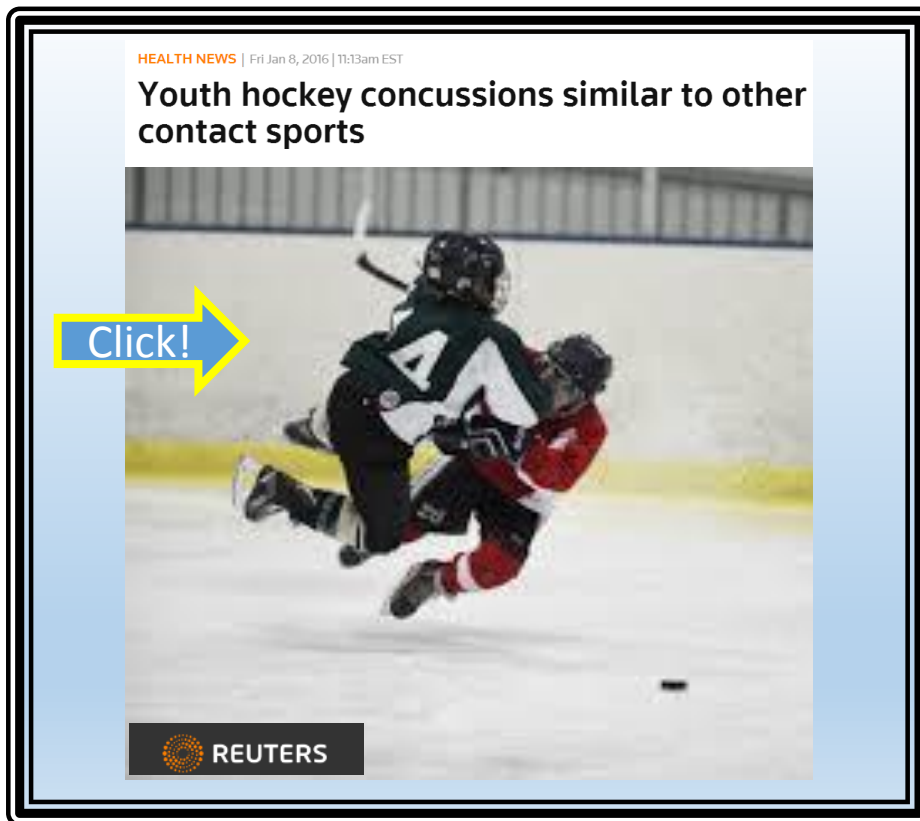 HEALTH NEWS | Fri Jan 8, 2016 | 11:13am EST
Youth hockey concussions similar to other
contact sports
Click!
A
REUTERS